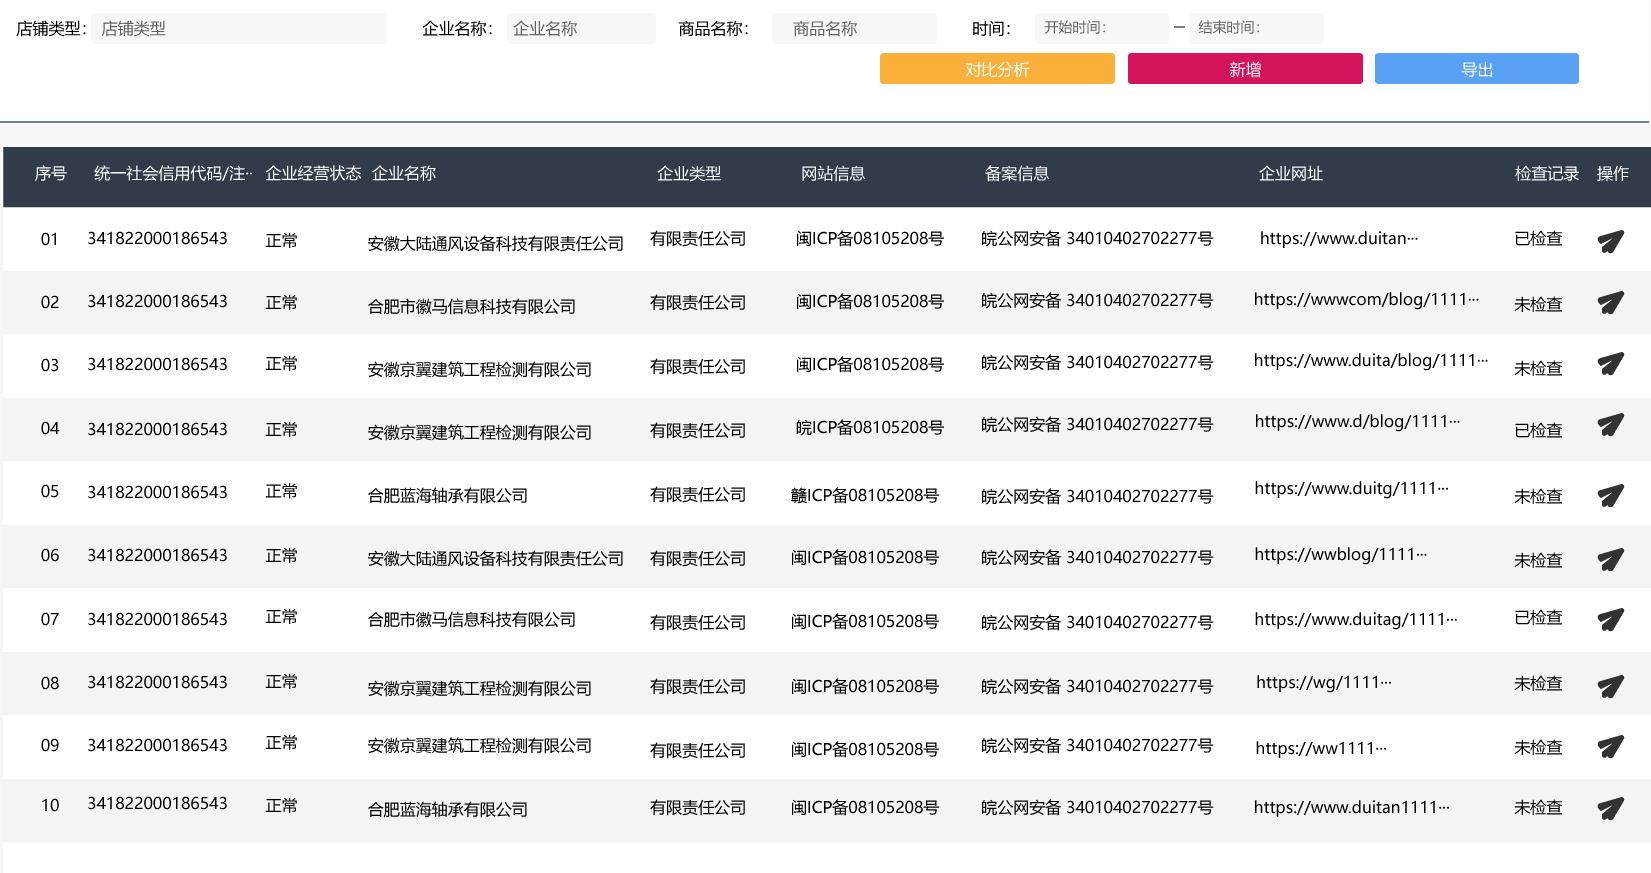 店铺类型： 店铺类型 企业名称： 企业名称 商品名称： 商品名称 时间： 开始时间： — 结束时间：
对比分析 新增 导出
序号 统一社会信用代码/注… 企业经营状态 企业名称 企业类型 网站信息 备案信息 企业网址 检查记录 操作
01 341822000186543 正常 安徽大陆通风设备科技有限责任公司 有限责任公司 闽ICP备08105208号 皖公网安备 34010402702277号 https://www.duitan… 已检查
02 341822000186543 正常 合肥市徽马信息科技有限公司 有限责任公司 闽ICP备08105208号 皖公网安备 34010402702277号 https://wwwcom/blog/1111… 未检查
03 341822000186543 正常 安徽京翼建筑工程检测有限公司 有限责任公司 闽ICP备08105208号 皖公网安备 34010402702277号 https://www.duita/blog/1111… 未检查
04 341822000186543 正常 安徽京翼建筑工程检测有限公司 有限责任公司 皖ICP备08105208号 皖公网安备 34010402702277号 https://www.d/blog/1111… 已检查
05 341822000186543 正常 合肥蓝海轴承有限公司 有限责任公司 赣ICP备08105208号 皖公网安备 34010402702277号 https://www.duitg/1111… 未检查
06 341822000186543 正常 安徽大陆通风设备科技有限责任公司 有限责任公司 闽ICP备08105208号 皖公网安备 34010402702277号 https://wwblog/1111… 未检查
07 341822000186543 正常 合肥市徽马信息科技有限公司 有限责任公司 闽ICP备08105208号 皖公网安备 34010402702277号 https://www.duitag/1111… 已检查
08 341822000186543 正常 安徽京翼建筑工程检测有限公司 有限责任公司 闽ICP备08105208号 皖公网安备 34010402702277号 https://wg/1111… 未检查
09 341822000186543 正常 安徽京翼建筑工程检测有限公司 有限责任公司 闽ICP备08105208号 皖公网安备 34010402702277号 https://ww1111… 未检查
10 341822000186543 正常 合肥蓝海轴承有限公司 有限责任公司 闽ICP备08105208号 皖公网安备 34010402702277号 https://www.duitan1111… 未检查